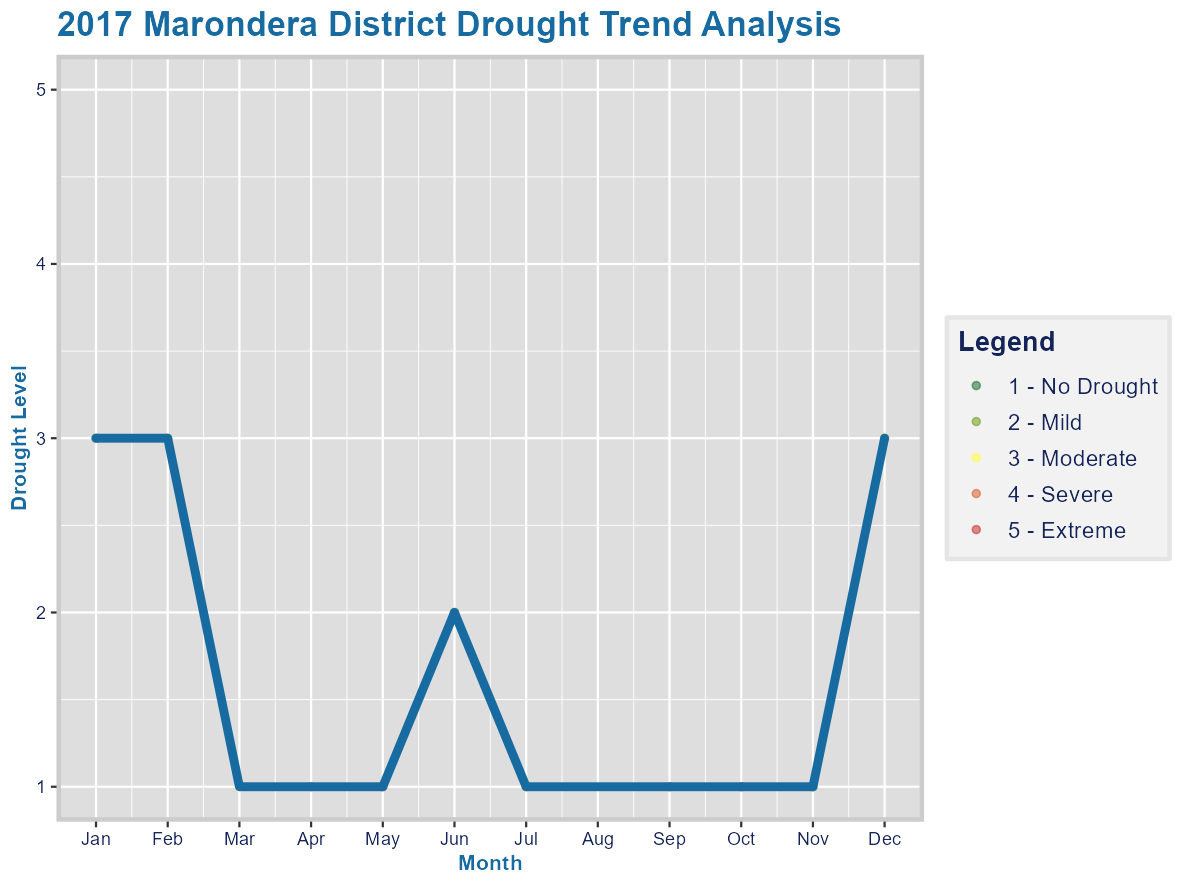 2017 Marondera District Drought Trend Analysis
5
4
3
2
1
Drought Level
Jan Feb Mar Apr May Jun Jul Aug Sep Oct Nov Dec
Month
Legend
1 - No Drought
2 - Mild
3 - Moderate
4 - Severe
5 - Extreme